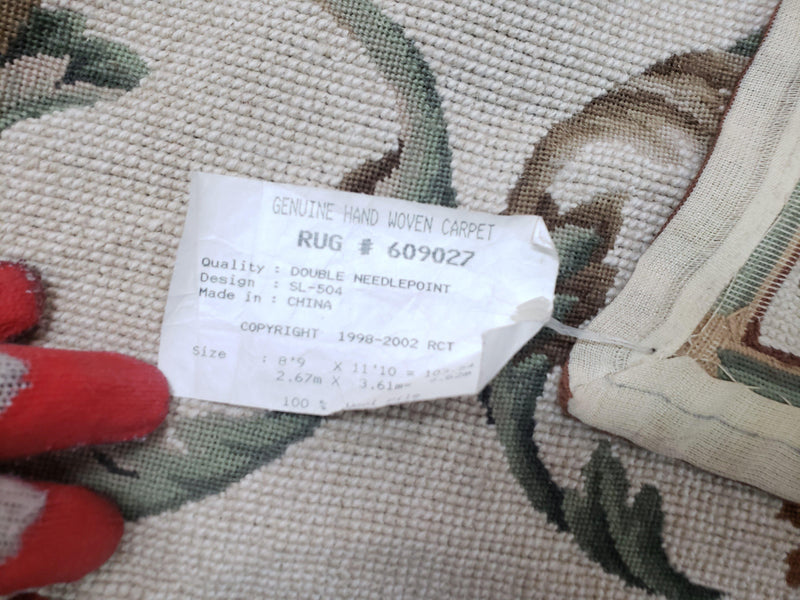 GENUINE HAND WOVEN CARPET
RUG # 609027
Quality : DOUBLE NEEDLEPOINT
Design : SL-504
Made in : CHINA
COPYRIGHT 1998-2002 RCT
Size : 8'9 X 11'10 =
2.67m X 3.61m=
100 %